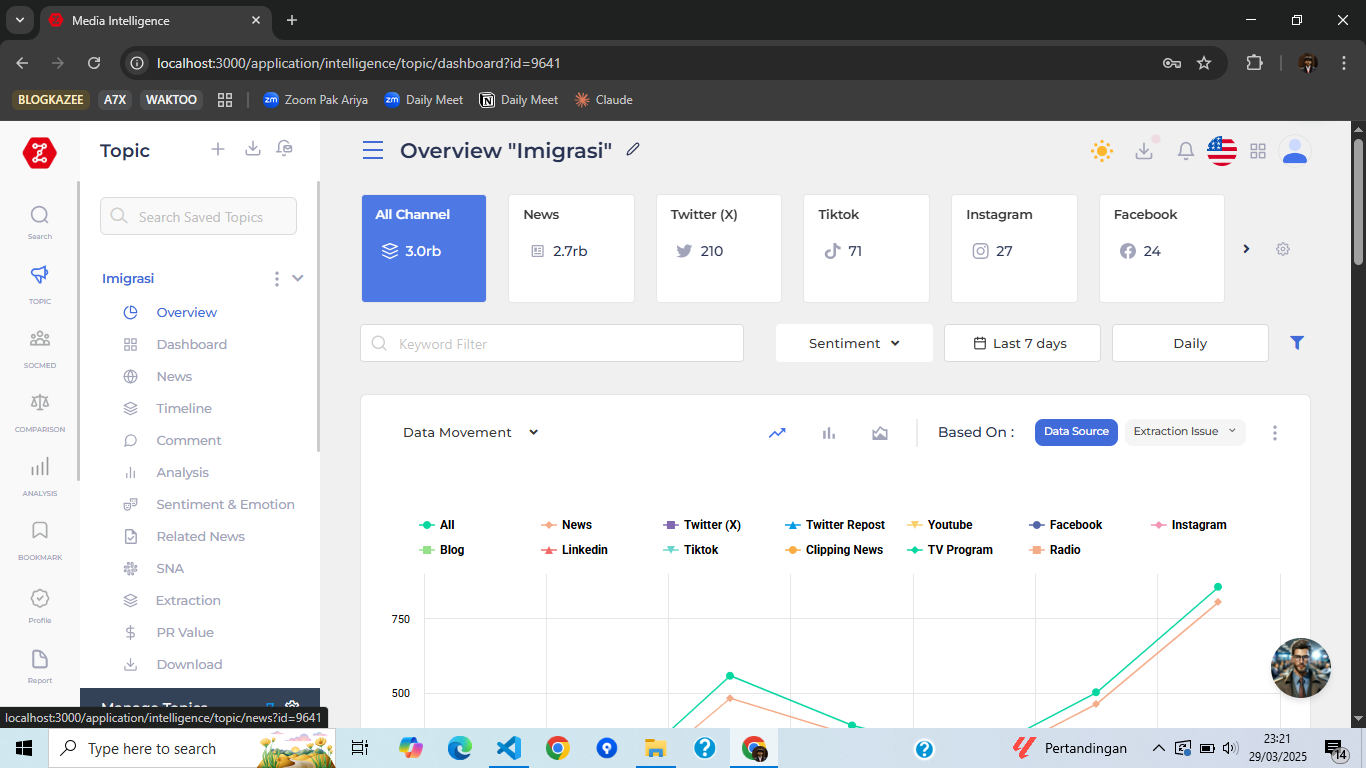 Media Intelligence
localhost:3000/application/intelligence/topic/dashboard?id=9641
BLOGKAZEE A7X WAKTOO Zoom Pak Ariya Daily Meet Daily Meet Claude
Topic
Overview "Imigrasi"
Search Saved Topics
Search
TOPIC
SOCMED
COMPARISON
ANALYSIS
BOOKMARK
Profile
Report
Imigrasi
Overview
Dashboard
News
Timeline
Comment
Analysis
Sentiment & Emotion
Related News
SNA
Extraction
PR Value
Download
Manage Topics
All Channel News Twitter (X) Tiktok Instagram Facebook
3.0rb 2.7rb 210 71 27 24
Keyword Filter Sentiment Last 7 days Daily
Data Movement Based On : Data Source Extraction Issue
All News Twitter (X) Twitter Repost Youtube Facebook Instagram
Blog Linkedin Tiktok Clipping News TV Program Radio
750
500
localhost:3000/application/intelligence/topic/news?id=9641
Type here to search
Pertandingan
23:21
29/03/2025
14